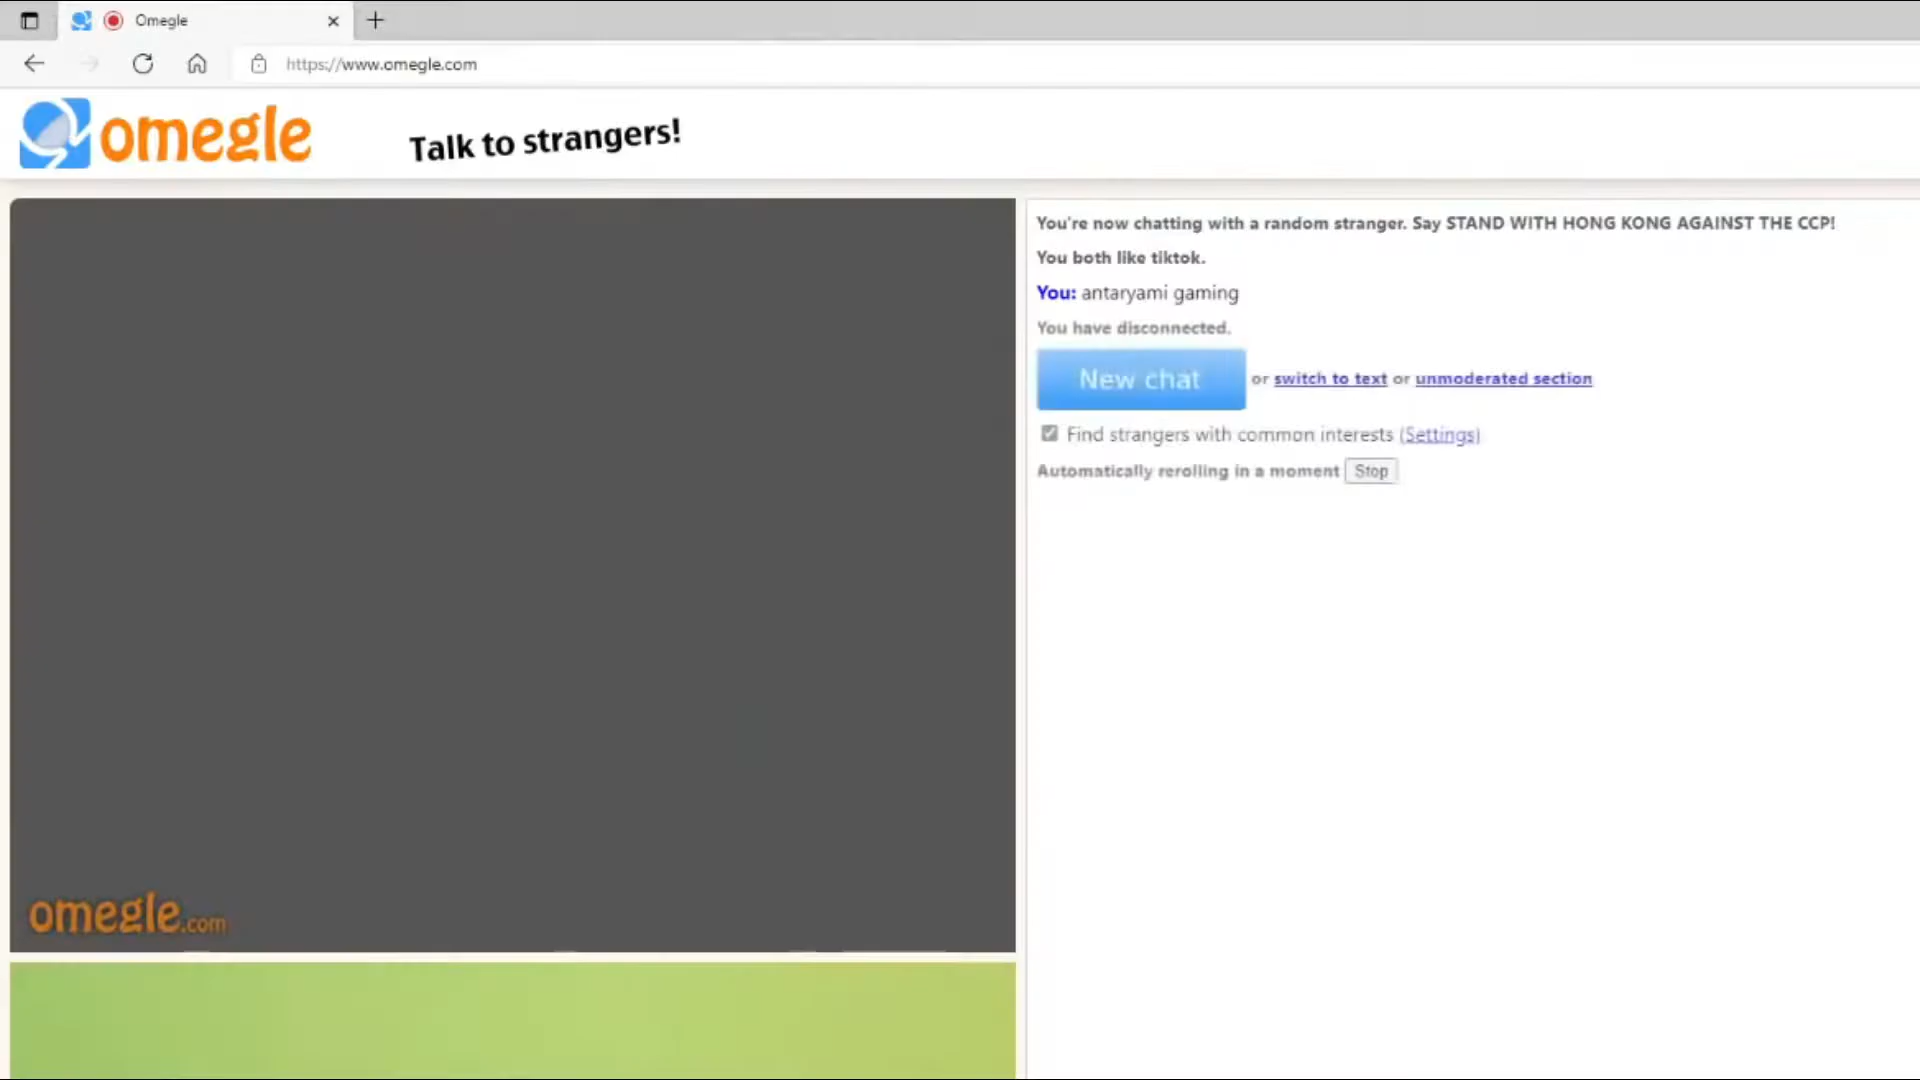 Omegle
https://www.omegle.com
omegle
Talk to strangers!
You're now chatting with a random stranger. Say STAND WITH HONG KONG AGAINST THE CCP!
You both like tiktok.
You: antaryami gaming
You have disconnected.
New chat or switch to text or unmoderated section
Find strangers with common interests (Settings)
Automatically rerolling in a moment Stop
omegle.com